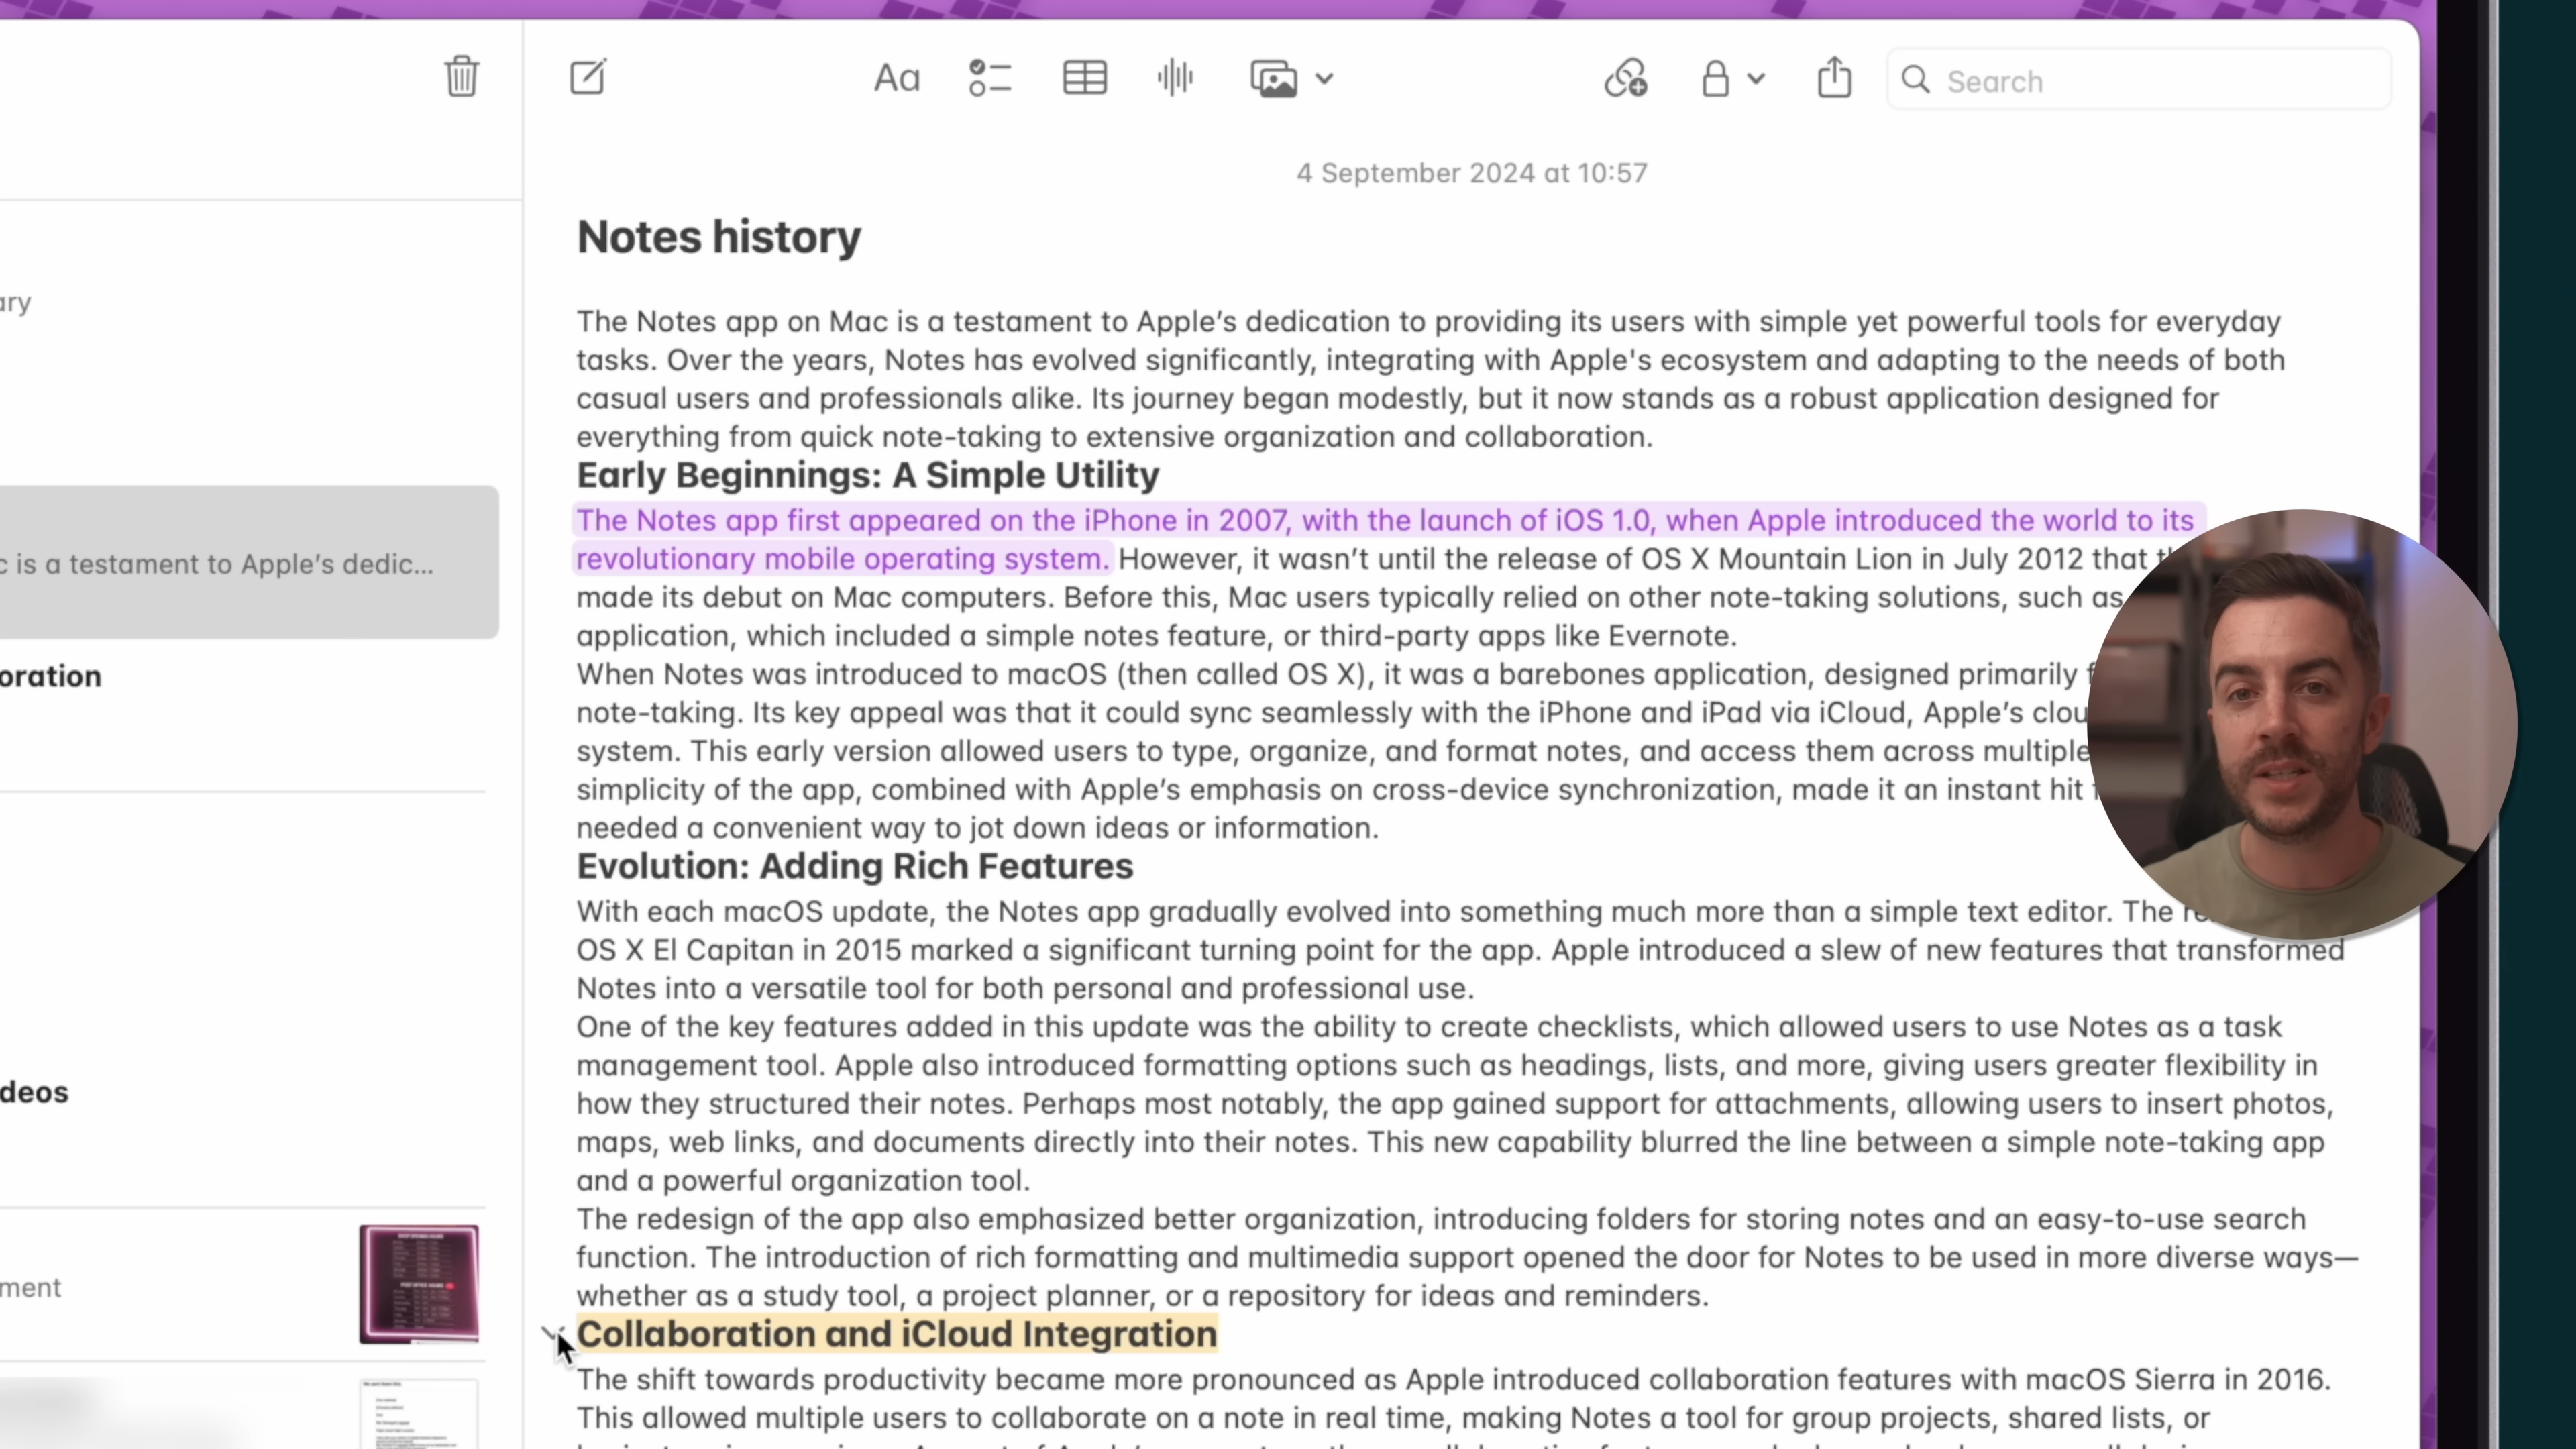 Aa
Search
4 September 2024 at 10:57
Notes history
ary
The Notes app on Mac is a testament to Apple’s dedication to providing its users with simple yet powerful tools for everyday
tasks. Over the years, Notes has evolved significantly, integrating with Apple's ecosystem and adapting to the needs of both
casual users and professionals alike. Its journey began modestly, but it now stands as a robust application designed for
everything from quick note-taking to extensive organization and collaboration.
Early Beginnings: A Simple Utility
The Notes app first appeared on the iPhone in 2007, with the launch of iOS 1.0, when Apple introduced the world to its
revolutionary mobile operating system. However, it wasn’t until the release of OS X Mountain Lion in July 2012 that
c is a testament to Apple’s dedic...
made its debut on Mac computers. Before this, Mac users typically relied on other note-taking solutions, such as
application, which included a simple notes feature, or third-party apps like Evernote.
When Notes was introduced to macOS (then called OS X), it was a barebones application, designed primarily
oration
note-taking. Its key appeal was that it could sync seamlessly with the iPhone and iPad via iCloud, Apple’s clou
system. This early version allowed users to type, organize, and format notes, and access them across multiple
simplicity of the app, combined with Apple’s emphasis on cross-device synchronization, made it an instant hit
needed a convenient way to jot down ideas or information.
Evolution: Adding Rich Features
With each macOS update, the Notes app gradually evolved into something much more than a simple text editor. The re
OS X El Capitan in 2015 marked a significant turning point for the app. Apple introduced a slew of new features that transformed
Notes into a versatile tool for both personal and professional use.
One of the key features added in this update was the ability to create checklists, which allowed users to use Notes as a task
management tool. Apple also introduced formatting options such as headings, lists, and more, giving users greater flexibility in
deos
how they structured their notes. Perhaps most notably, the app gained support for attachments, allowing users to insert photos,
maps, web links, and documents directly into their notes. This new capability blurred the line between a simple note-taking app
and a powerful organization tool.
The redesign of the app also emphasized better organization, introducing folders for storing notes and an easy-to-use search
function. The introduction of rich formatting and multimedia support opened the door for Notes to be used in more diverse ways—
ment
whether as a study tool, a project planner, or a repository for ideas and reminders.
Collaboration and iCloud Integration
The shift towards productivity became more pronounced as Apple introduced collaboration features with macOS Sierra in 2016.
This allowed multiple users to collaborate on a note in real time, making Notes a tool for group projects, shared lists, or